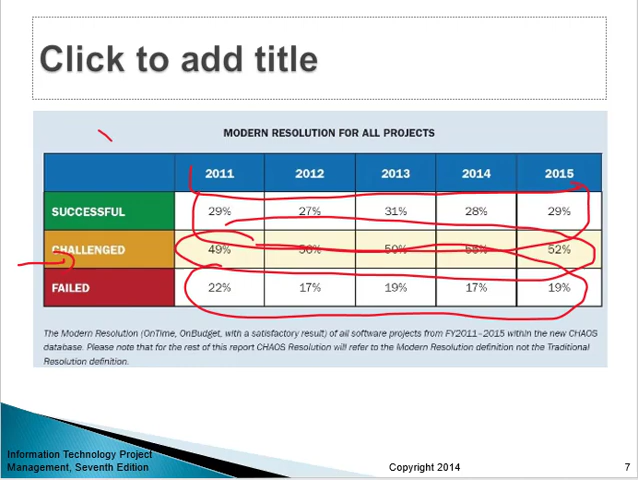 Click to add title
MODERN RESOLUTION FOR ALL PROJECTS
2011 2012 2013 2014 2015
SUCCESSFUL 29% 27% 31% 28% 29%
CHALLENGED 49% 56% 50% 55% 52%
FAILED 22% 17% 19% 17% 19%
The Modern Resolution (OnTime, OnBudget, with a satisfactory result) of all software projects from FY2011–2015 within the new CHAOS
database. Please note that for the rest of this report CHAOS Resolution will refer to the Modern Resolution definition not the Traditional
Resolution definition.
Information Technology Project
Management, Seventh Edition
Copyright 2014
7